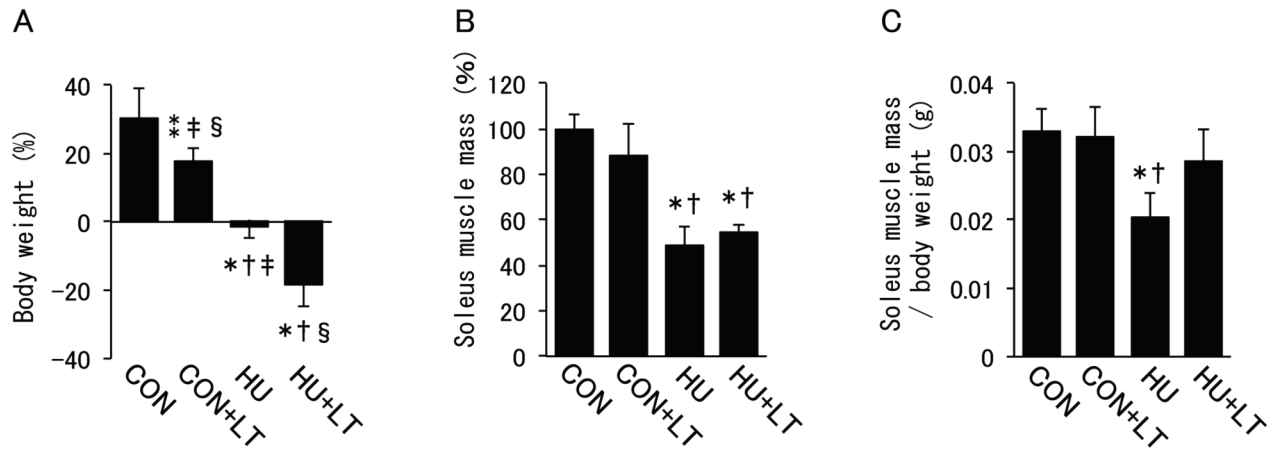 A
Body weight (%)
40
20
0
−20
−40
⁑ ‡ §
*†‡
*†§
CON
CON+LT
HU
HU+LT
B
Soleus muscle mass (%)
120
100
80
60
40
20
0
*†
*†
CON
CON+LT
HU
HU+LT
C
Soleus muscle mass
/ body weight (g)
0.04
0.03
0.02
0.01
0
*†
CON
CON+LT
HU
HU+LT